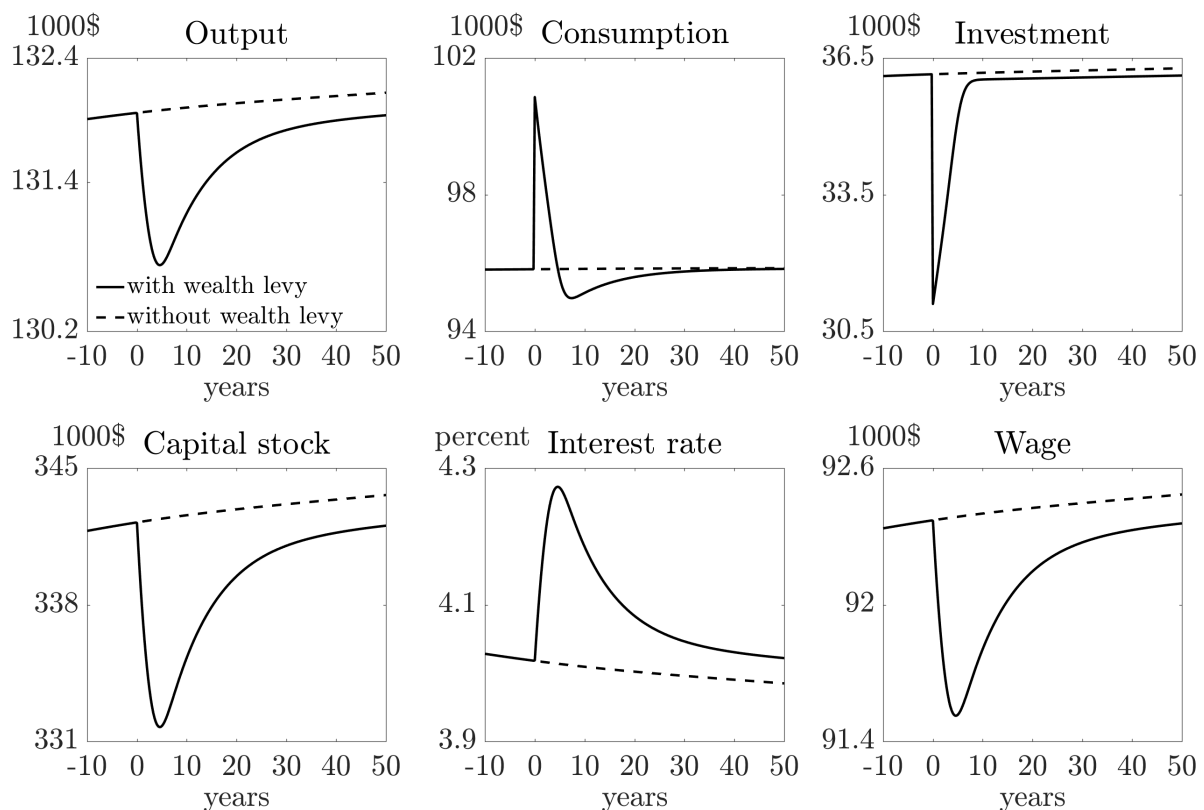 1000$ Output
132.4
131.4
130.2
with wealth levy
without wealth levy
-10 0 10 20 30 40 50
years
1000$ Consumption
102
98
94
-10 0 10 20 30 40 50
years
1000$ Investment
36.5
33.5
30.5
-10 0 10 20 30 40 50
years
1000$ Capital stock
345
338
331
-10 0 10 20 30 40 50
years
percent Interest rate
4.3
4.1
3.9
-10 0 10 20 30 40 50
years
1000$ Wage
92.6
92
91.4
-10 0 10 20 30 40 50
years